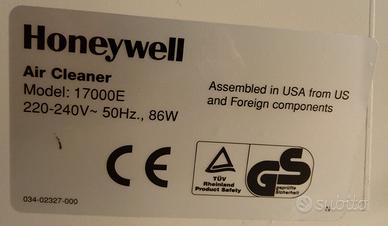 Honeywell
Air Cleaner
Model: 17000E
220-240V~ 50Hz., 86W
Assembled in USA from US
and Foreign components
CE
TÜV
Rheinland
Product Safety
GS
geprüfte
Sicherheit
034-02327-000
subito